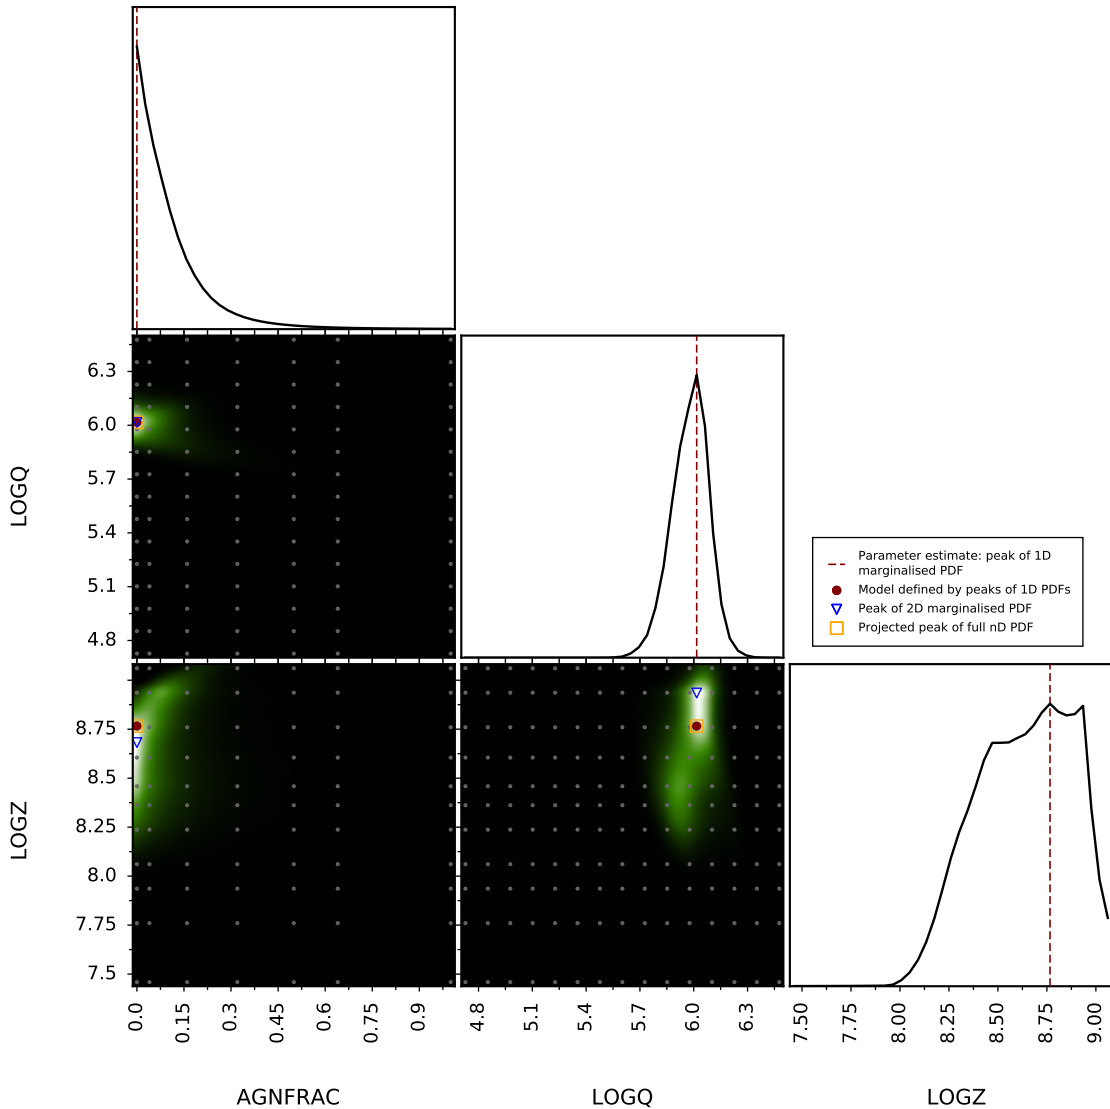 6.3
6.0
5.7
5.4
5.1
4.8
LOGQ
Parameter estimate: peak of 1D
marginalised PDF
Model defined by peaks of 1D PDFs
Peak of 2D marginalised PDF
Projected peak of full nD PDF
8.75
8.5
8.25
8.0
7.75
7.5
LOGZ
0.0 0.15 0.3 0.45 0.6 0.75 0.9
4.8 5.1 5.4 5.7 6.0 6.3
7.50 7.75 8.00 8.25 8.50 8.75 9.00
AGNFRAC LOGQ LOGZ